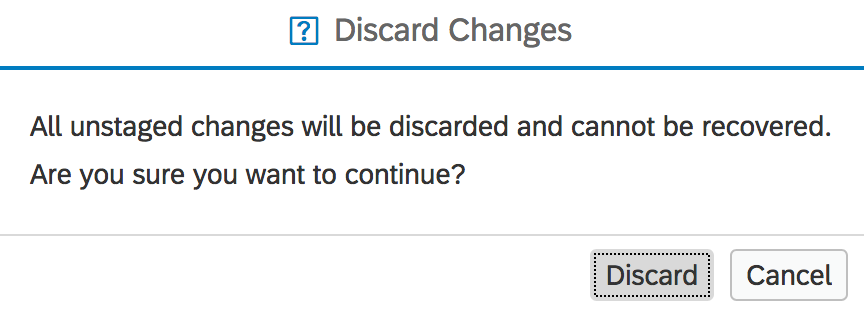 Discard Changes
All unstaged changes will be discarded and cannot be recovered.
Are you sure you want to continue?
Discard
Cancel